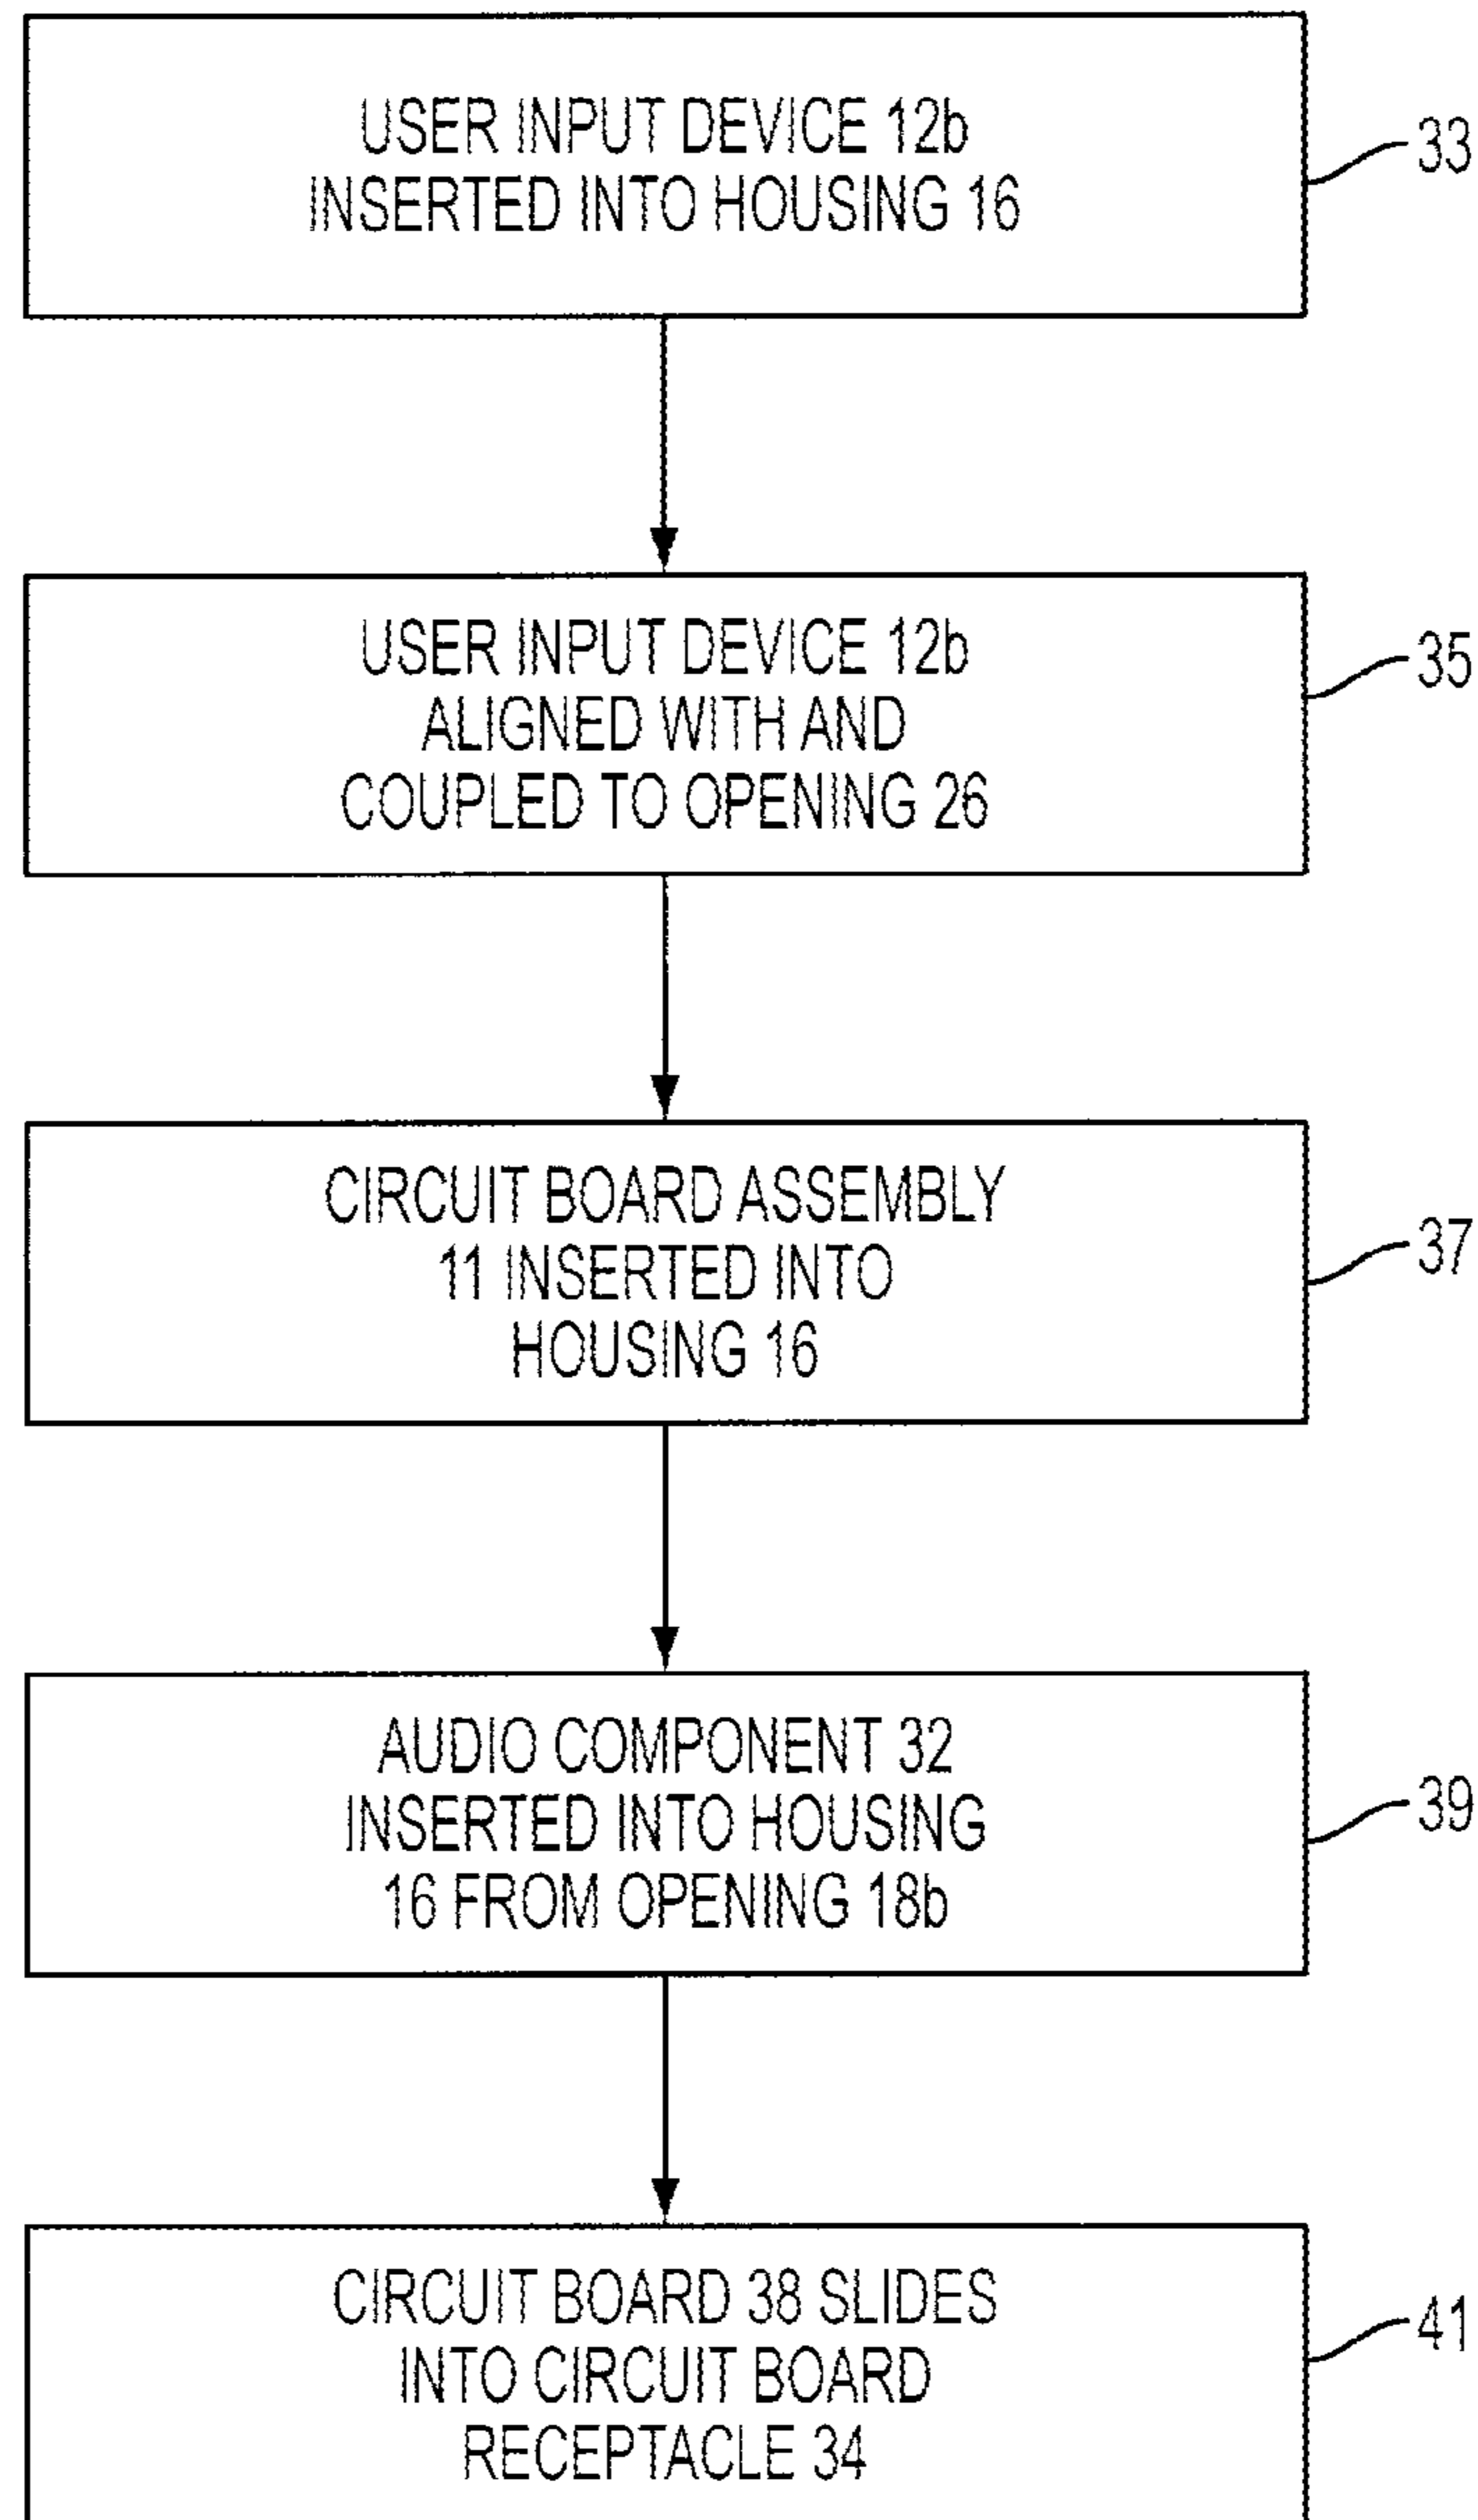 USER INPUT DEVICE 12b
INSERTED INTO HOUSING 16
33
USER INPUT DEVICE 12b
ALIGNED WITH AND
COUPLED TO OPENING 26
35
CIRCUIT BOARD ASSEMBLY
11 INSERTED INTO
HOUSING 16
37
AUDIO COMPONENT 32
INSERTED INTO HOUSING
16 FROM OPENING 18b
39
CIRCUIT BOARD 38 SLIDES
INTO CIRCUIT BOARD
RECEPTACLE 34
41